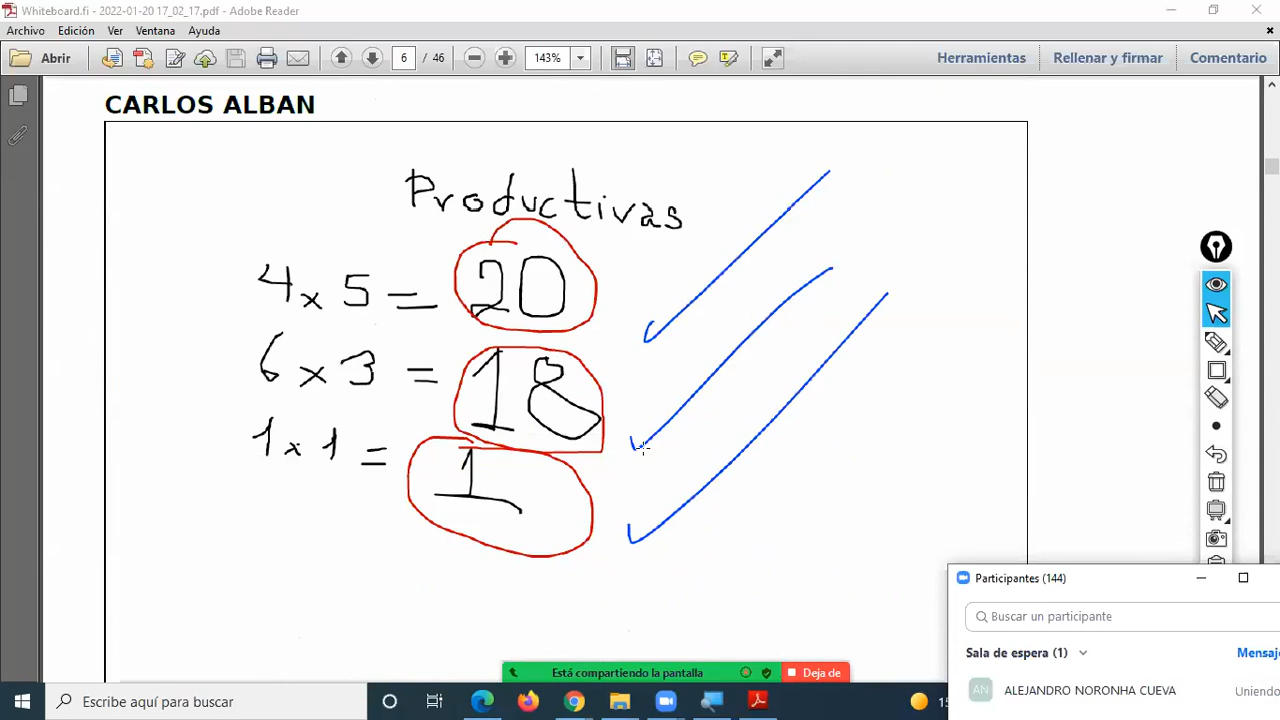 Whiteboard.fi - 2022-01-20 17_02_17.pdf - Adobe Reader
Archivo Edición Ver Ventana Ayuda
Abrir 6 / 46 143% Herramientas Rellenar y firmar Comentario
CARLOS ALBAN
Productivas
4 x 5 = 20
6 x 3 = 18
1 x 1 = 1
Participantes (144)
Buscar un participante
Sala de espera (1) Mensaj
AN ALEJANDRO NORONHA CUEVA Uniendo
Está compartiendo la pantalla Deja de
Escribe aquí para buscar 15